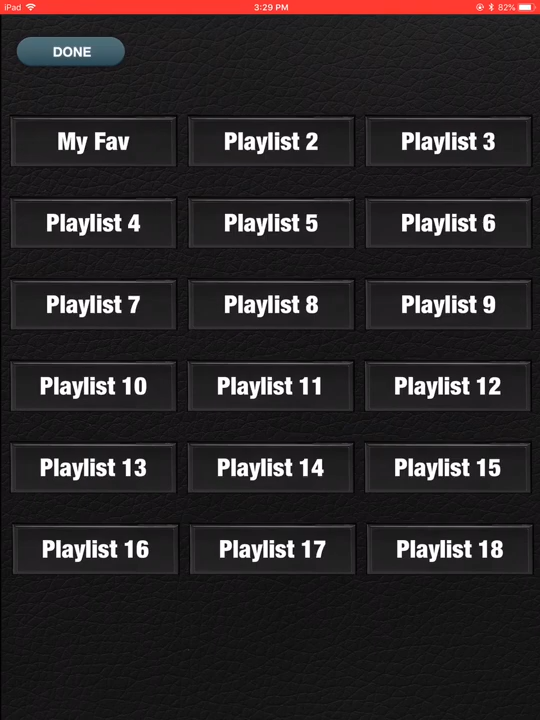 iPad 3:29 PM 82%
DONE
My Fav Playlist 2 Playlist 3
Playlist 4 Playlist 5 Playlist 6
Playlist 7 Playlist 8 Playlist 9
Playlist 10 Playlist 11 Playlist 12
Playlist 13 Playlist 14 Playlist 15
Playlist 16 Playlist 17 Playlist 18